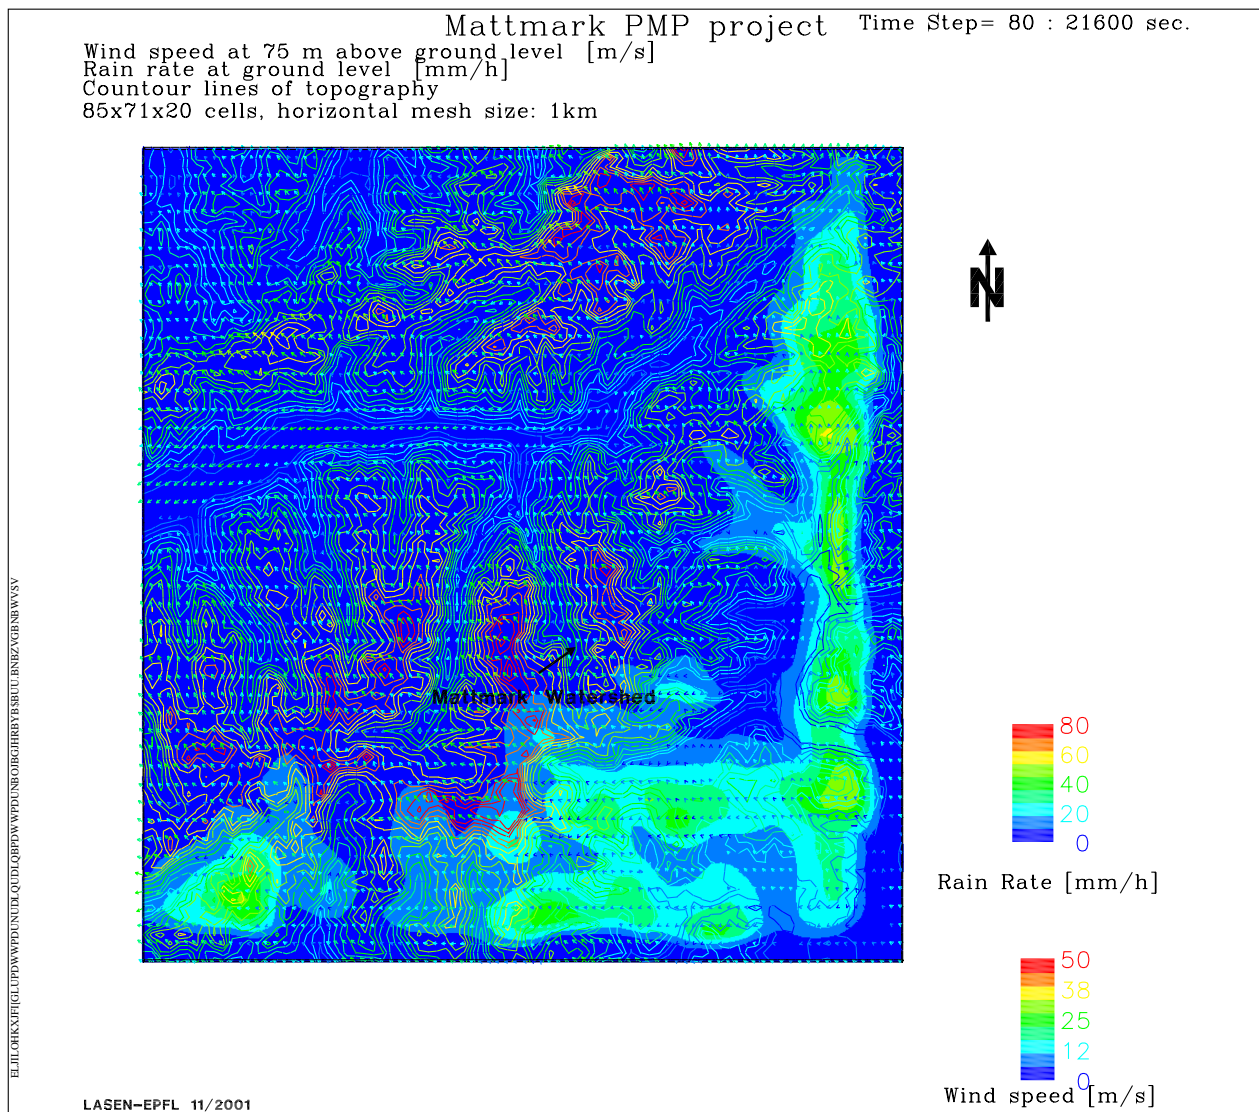 Mattmark PMP project
Time Step= 80 : 21600 sec.
Wind speed at 75 m above ground level [m/s]
Rain rate at ground level [mm/h]
Countour lines of topography
85x71x20 cells, horizontal mesh size: 1km
N
Mattmark Watershed
80
60
40
20
0
Rain Rate [mm/h]
50
38
25
12
0
Wind speed [m/s]
LASEN-EPFL 11/2001